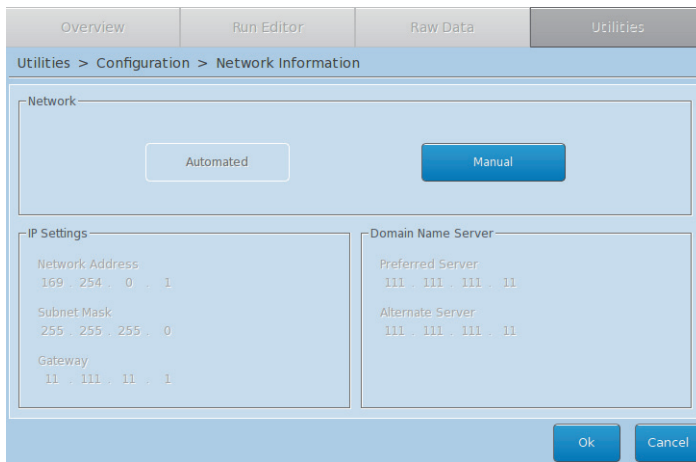 Overview Run Editor Raw Data Utilities
Utilities > Configuration > Network Information
Network
Automated Manual
IP Settings
Network Address
169 . 254 . 0 . 1
Subnet Mask
255 . 255 . 255 . 0
Gateway
11 . 111 . 11 . 1
Domain Name Server
Preferred Server
111 . 111 . 111 . 11
Alternate Server
111 . 111 . 111 . 11
Ok Cancel